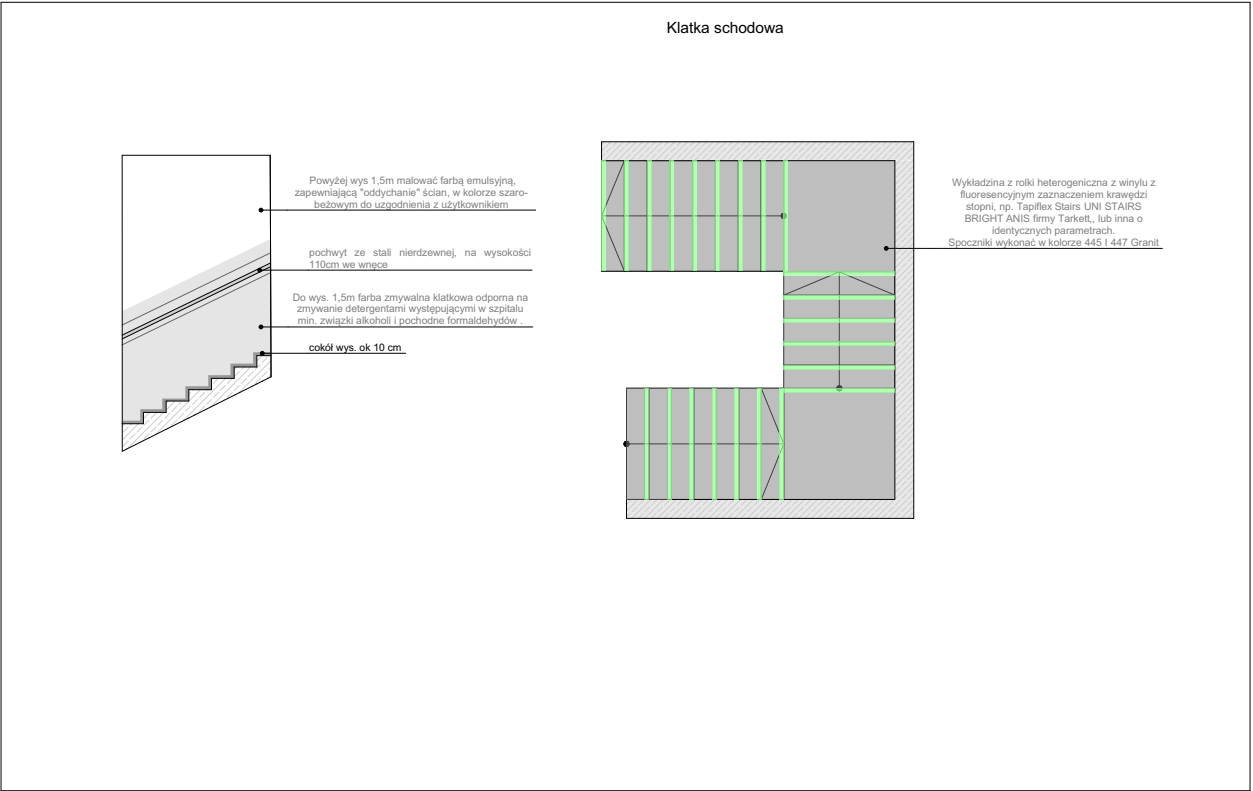 Klatka schodowa
Powyżej wys 1,5m malować farbą emulsyjną,
zapewniającą "oddychanie" ścian, w kolorze szaro-
beżowym do uzgodnienia z użytkownikiem
pochwyt ze stali nierdzewnej, na wysokości
110cm we wnęce
Do wys. 1,5m farba zmywalna klatkowa odporna na
zmywanie detergentami występującymi w szpitalu
min. związki alkoholi i pochodne formaldehydów .
cokół wys. ok 10 cm
Wykładzina z rolki heterogeniczna z winylu z
fluoresencyjnym zaznaczeniem krawędzi
stopni, np. Tapiflex Stairs UNI STAIRS
BRIGHT ANIS firmy Tarkett,, lub inna o
identycznych parametrach.
Spoczniki wykonać w kolorze 445 I 447 Granit